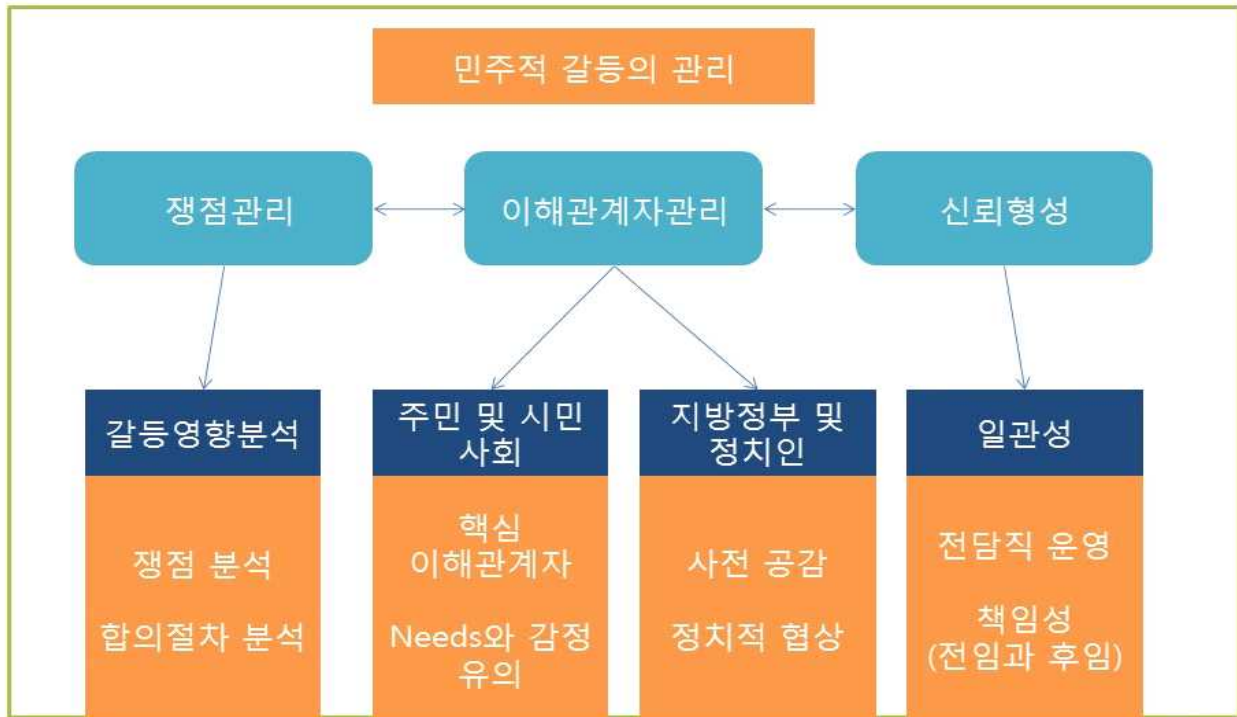 민주적 갈등의 관리
쟁점관리
이해관계자관리
신뢰형성
갈등영향분석
쟁점 분석
합의절차 분석
주민 및 시민
사회
핵심
이해관계자
Needs와 감정
유의
지방정부 및
정치인
사전 공감
정치적 협상
일관성
전담직 운영
책임성
(전임과 후임)